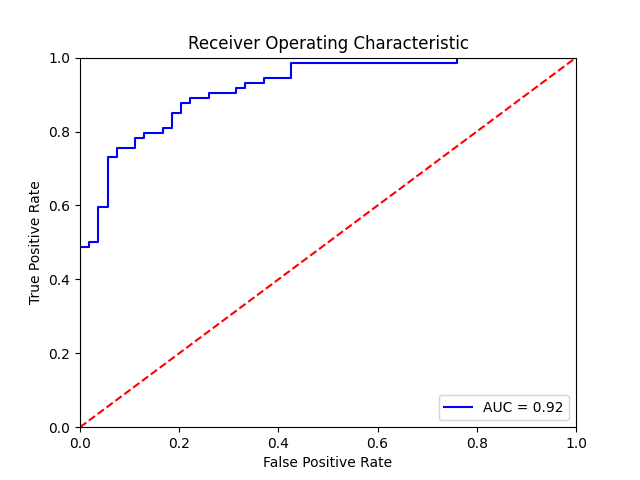 Receiver Operating Characteristic
1.0
0.8
0.6
0.4
0.2
0.0
True Positive Rate
AUC = 0.92
0.0 0.2 0.4 0.6 0.8 1.0
False Positive Rate